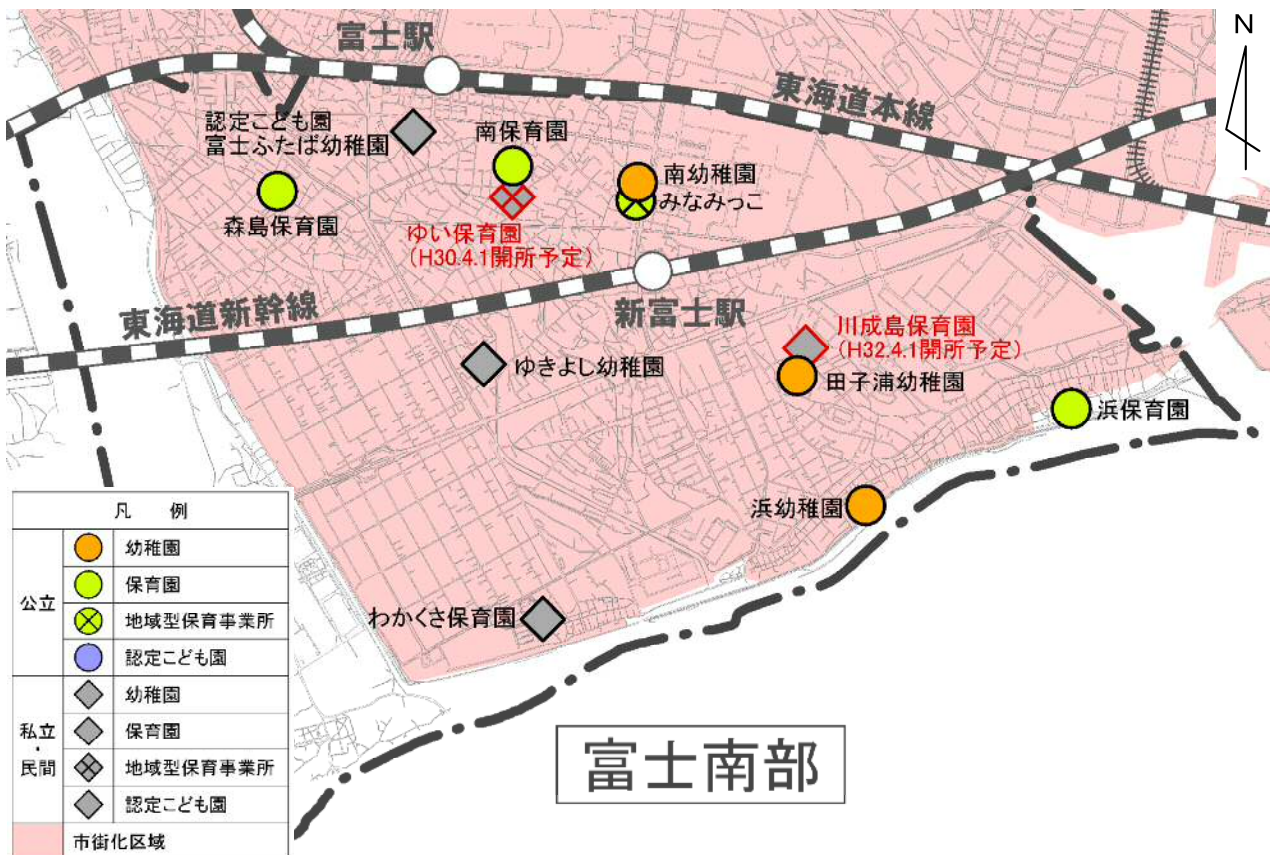 N
富士駅
東海道本線
認定こども園
富士ふたば幼稚園
南保育園
南幼稚園
みなみっこ
森島保育園
ゆい保育園
(H30.4.1開所予定)
東海道新幹線
新富士駅
川成島保育園
(H32.4.1開所予定)
ゆきよし幼稚園
田子浦幼稚園
浜保育園
浜幼稚園
わかくさ保育園
富士南部
凡 例
公立
幼稚園
保育園
地域型保育事業所
認定こども園
私立・民間
幼稚園
保育園
地域型保育事業所
認定こども園
市街化区域